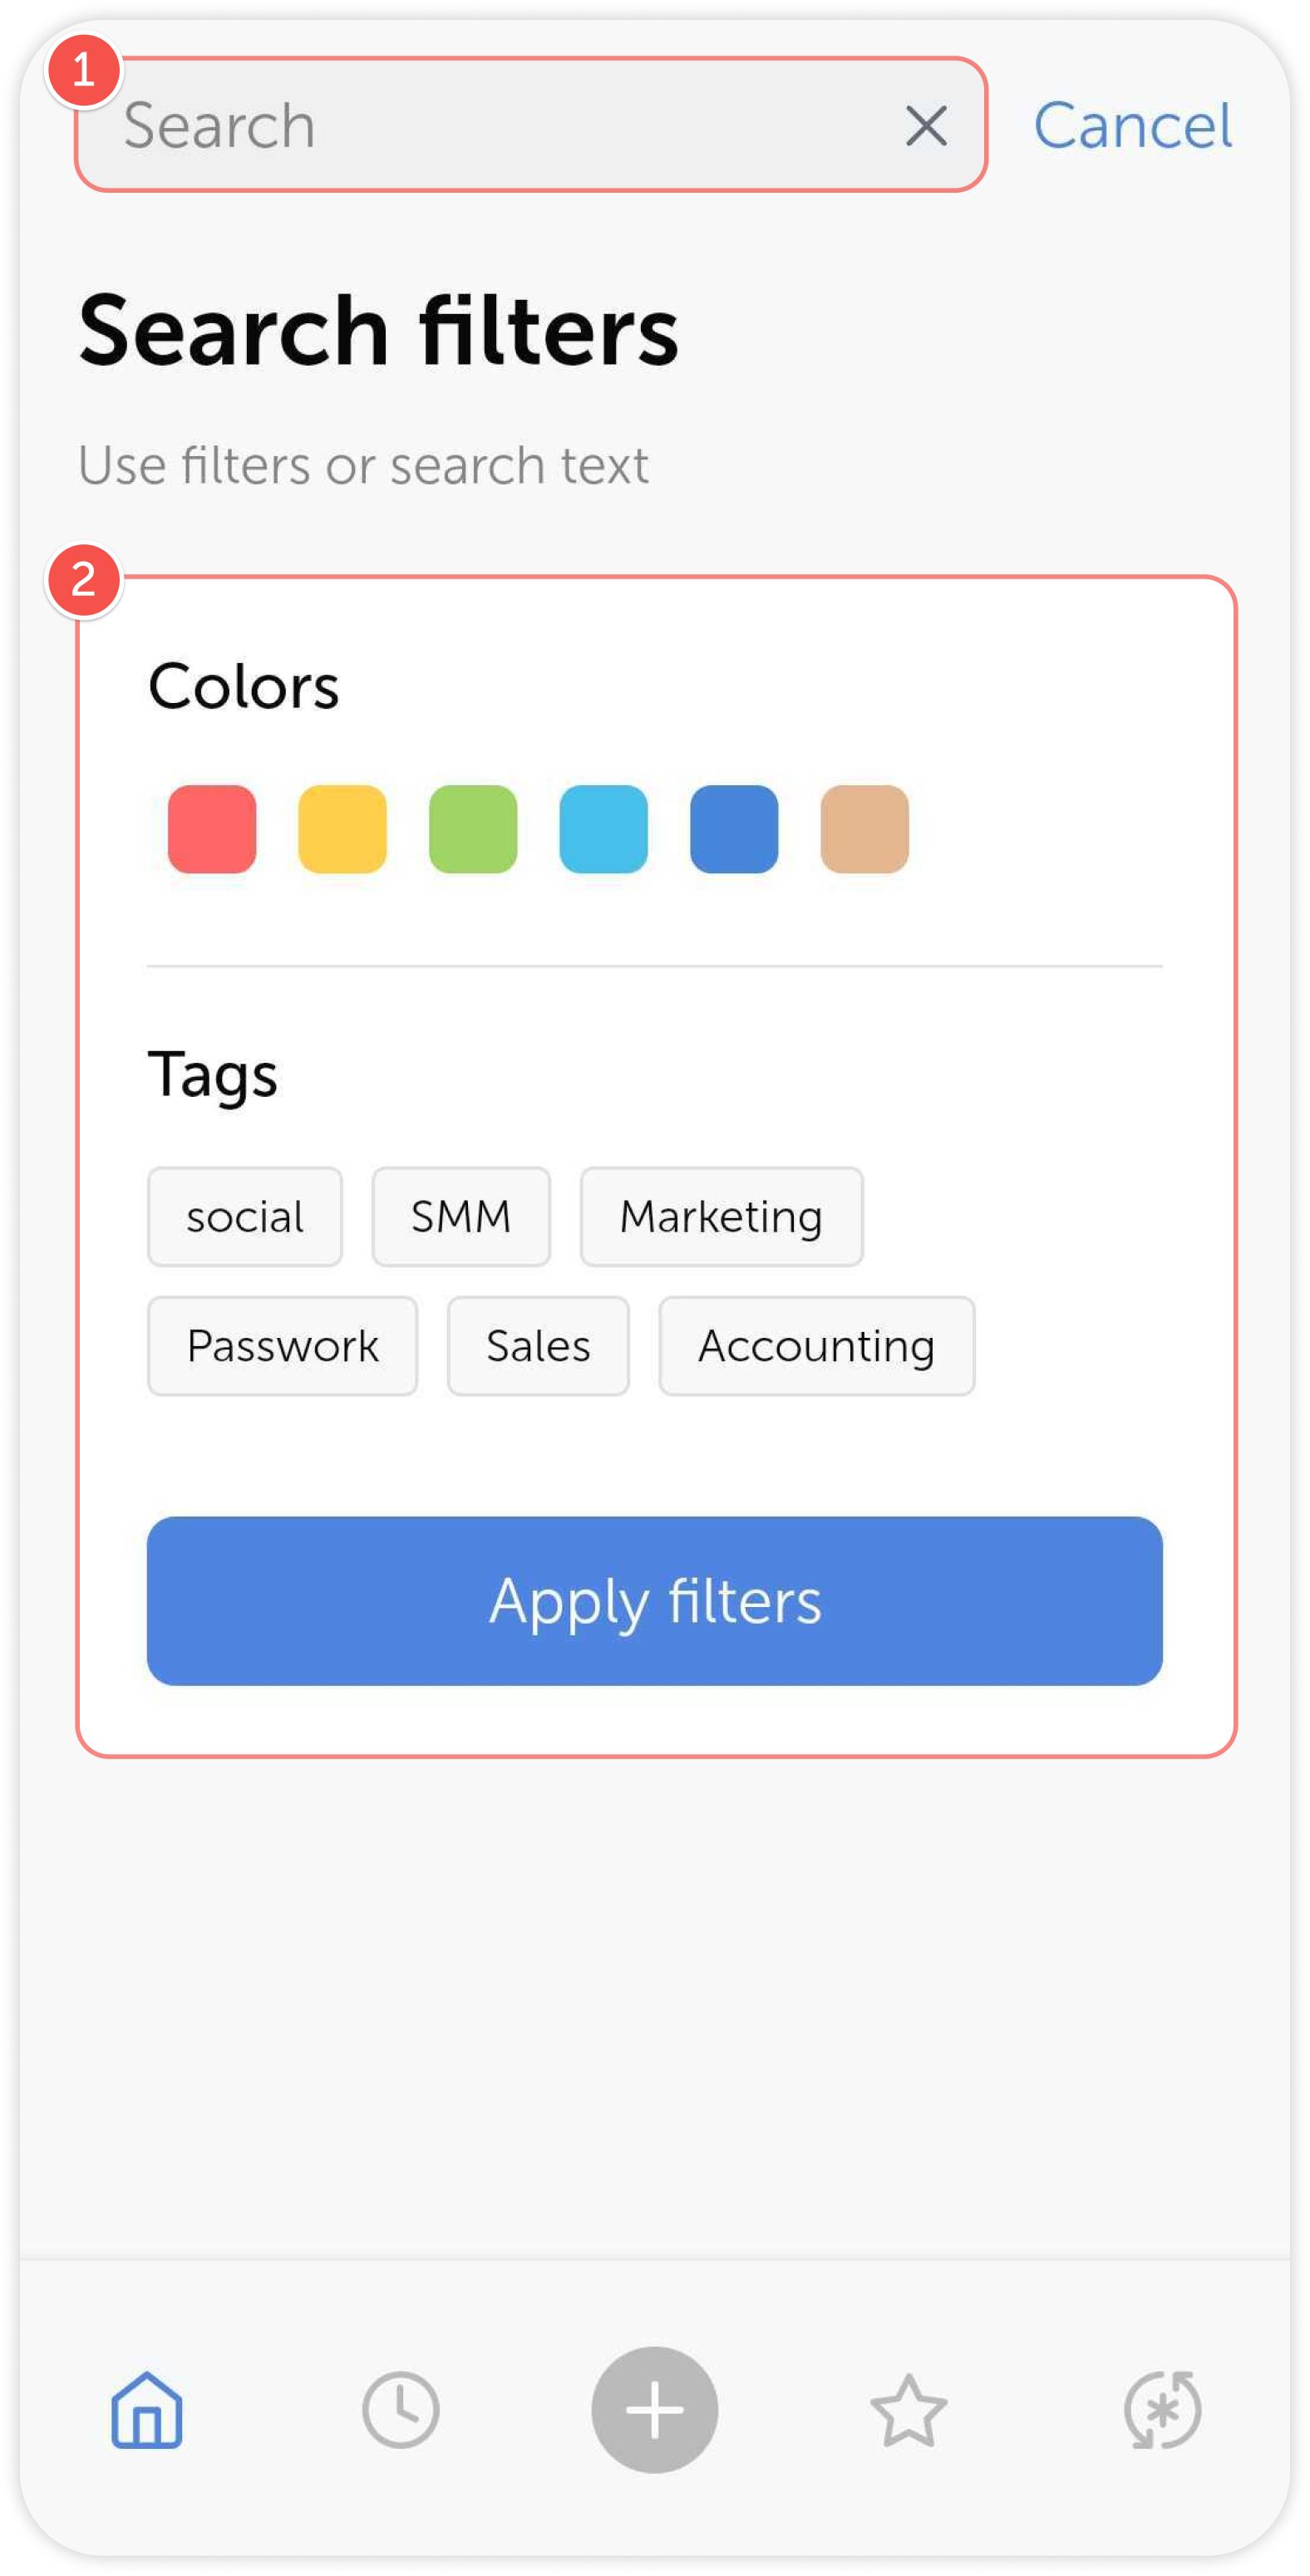 1
Search
Cancel
Search filters
Use filters or search text
2
Colors
Tags
social SMM Marketing
Passwork Sales Accounting
Apply filters